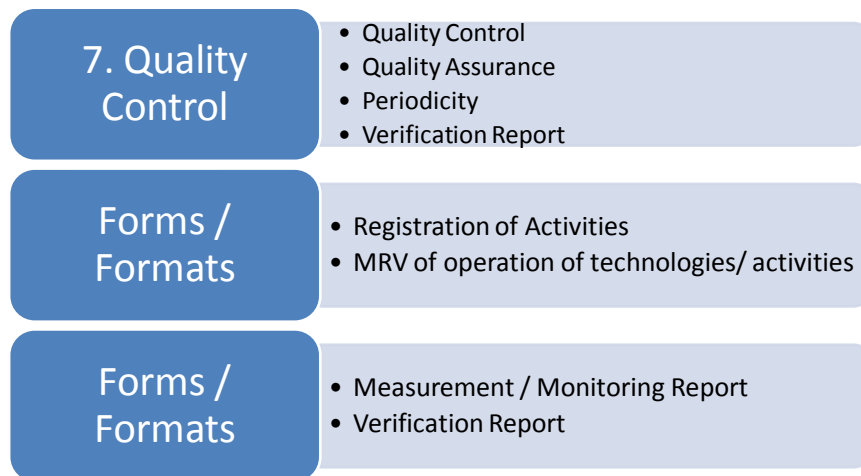 7. Quality
Control
• Quality Control
• Quality Assurance
• Periodicity
• Verification Report
Forms /
Formats
• Registration of Activities
• MRV of operation of technologies/ activities
Forms /
Formats
• Measurement / Monitoring Report
• Verification Report